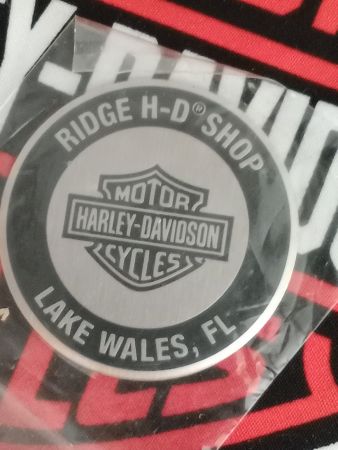 RIDGE H-D® SHOP
MOTOR
HARLEY-DAVIDSON
CYCLES
LAKE WALES, FL